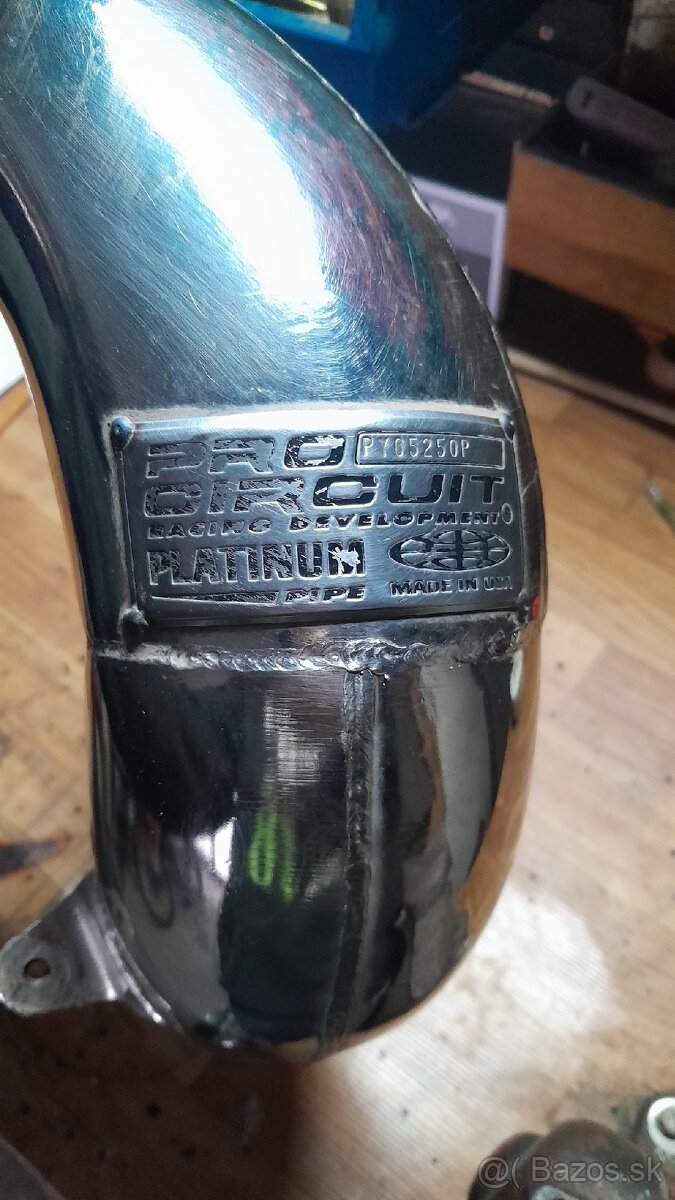 PRO PY05250P
CIRCUIT
RACING DEVELOPMENT®
PLATINUM
PIPE MADE IN USA
@( Bazos.sk